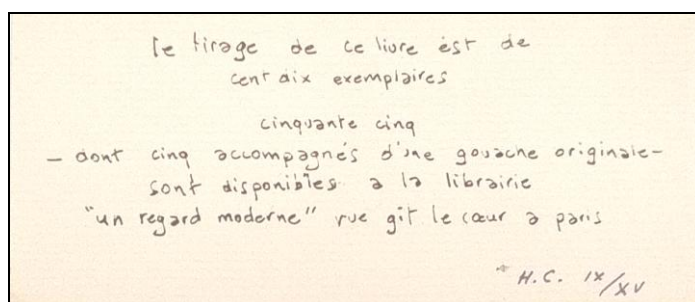 le tirage de ce livre est de
cent dix exemplaires
cinquante cinq
– dont cinq accompagnés d'une gouache originale –
sont disponibles a la librairie
"un regard moderne" rue gît le cœur a paris
H.C. IX/XV